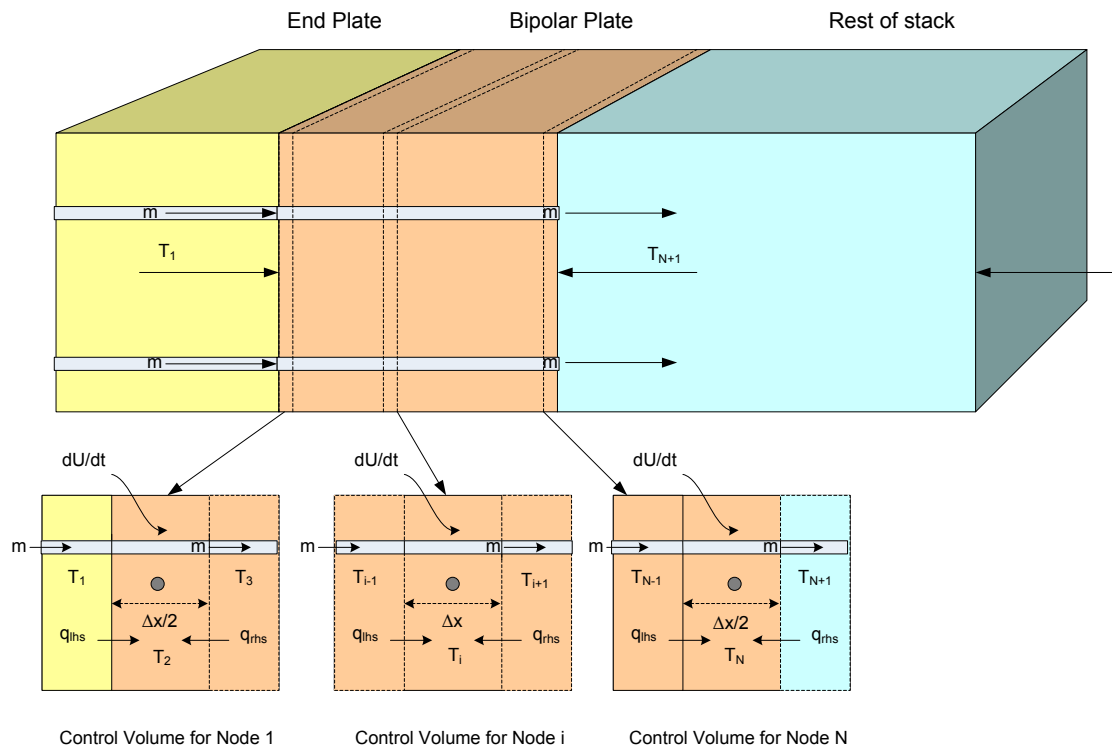 End Plate
Bipolar Plate
Rest of stack
m
m
T1
TN+1
m
m
dU/dt
dU/dt
dU/dt
m
m
m
m
m
m
T1
T3
Ti-1
Ti+1
TN-1
TN+1
Δx/2
Δx
Δx/2
qlhs
qrhs
qlhs
qrhs
qlhs
qrhs
T2
Ti
TN
Control Volume for Node 1
Control Volume for Node i
Control Volume for Node N